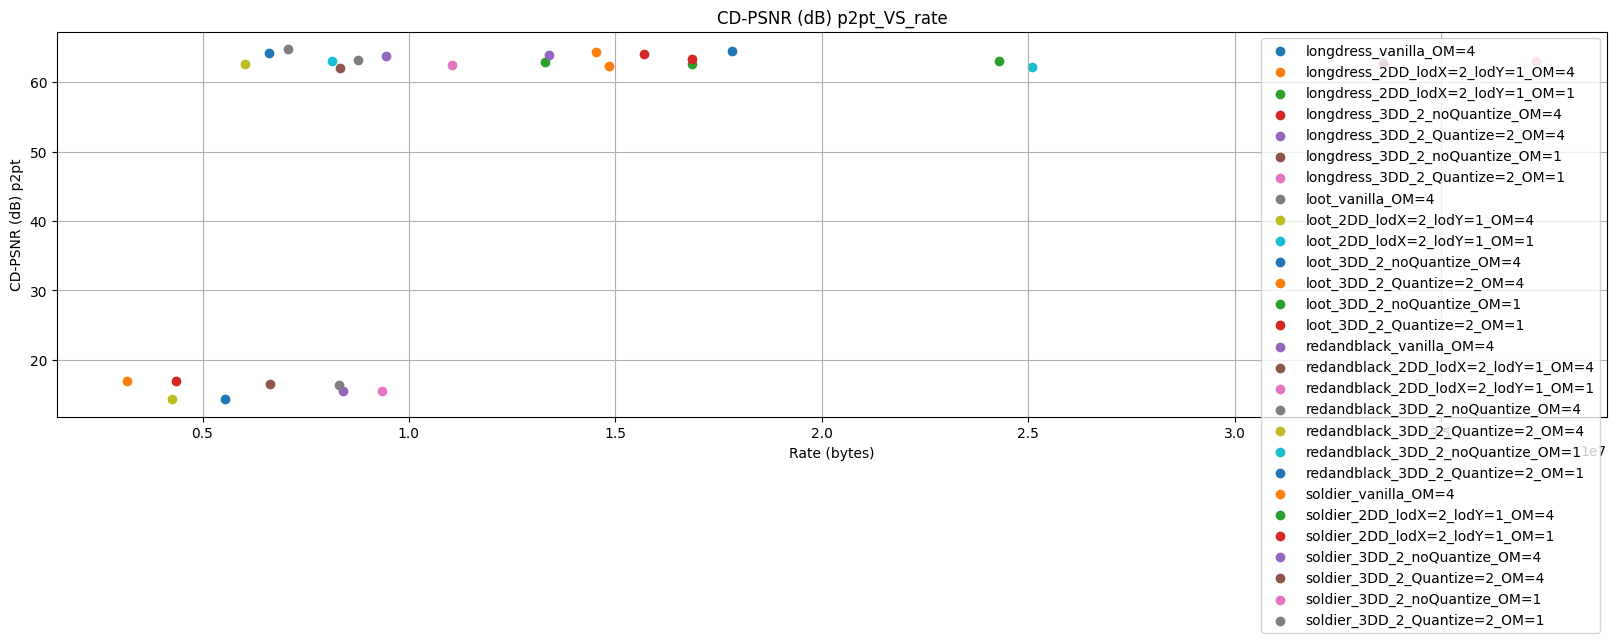 CD-PSNR (dB) p2pt_VS_rate
CD-PSNR (dB) p2pt
60
50
40
30
20
0.5
1.0
1.5
2.0
2.5
3.0
3.5
1e7
Rate (bytes)
longdress_vanilla_OM=4
longdress_2DD_lodX=2_lodY=1_OM=4
longdress_2DD_lodX=2_lodY=1_OM=1
longdress_3DD_2_noQuantize_OM=4
longdress_3DD_2_Quantize=2_OM=4
longdress_3DD_2_noQuantize_OM=1
longdress_3DD_2_Quantize=2_OM=1
loot_vanilla_OM=4
loot_2DD_lodX=2_lodY=1_OM=4
loot_2DD_lodX=2_lodY=1_OM=1
loot_3DD_2_noQuantize_OM=4
loot_3DD_2_Quantize=2_OM=4
loot_3DD_2_noQuantize_OM=1
loot_3DD_2_Quantize=2_OM=1
redandblack_vanilla_OM=4
redandblack_2DD_lodX=2_lodY=1_OM=4
redandblack_2DD_lodX=2_lodY=1_OM=1
redandblack_3DD_2_noQuantize_OM=4
redandblack_3DD_2_Quantize=2_OM=4
redandblack_3DD_2_noQuantize_OM=1
redandblack_3DD_2_Quantize=2_OM=1
soldier_vanilla_OM=4
soldier_2DD_lodX=2_lodY=1_OM=4
soldier_2DD_lodX=2_lodY=1_OM=1
soldier_3DD_2_noQuantize_OM=4
soldier_3DD_2_Quantize=2_OM=4
soldier_3DD_2_noQuantize_OM=1
soldier_3DD_2_Quantize=2_OM=1